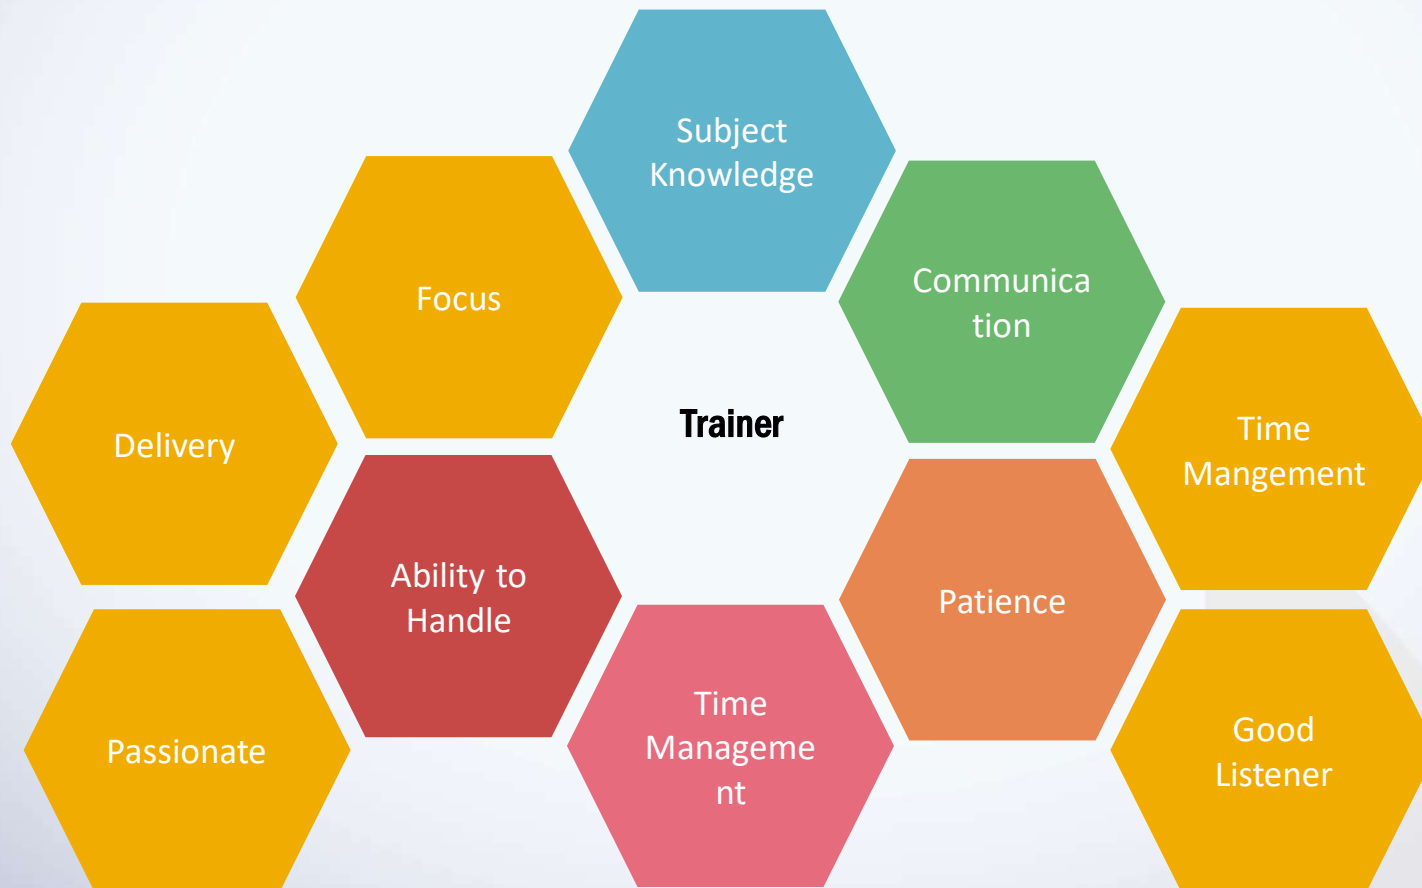 Subject
Knowledge
Focus
Communica
tion
Trainer
Delivery
Time
Mangement
Ability to
Handle
Patience
Passionate
Time
Manageme
nt
Good
Listener